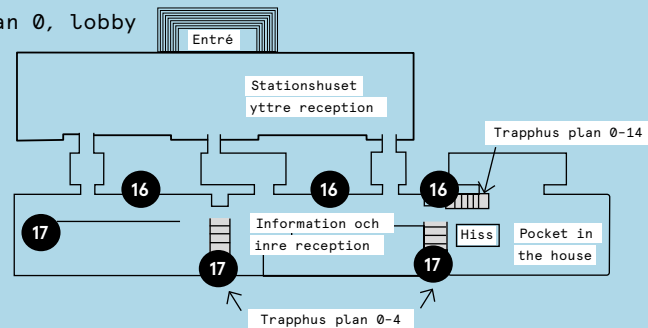 an 0, lobby
Entré
Stationshuset
yttre reception
Trapphus plan 0-14
16
16
16
17
Information och
inre reception
Hiss
Pocket in
the house
17
17
Trapphus plan 0-4